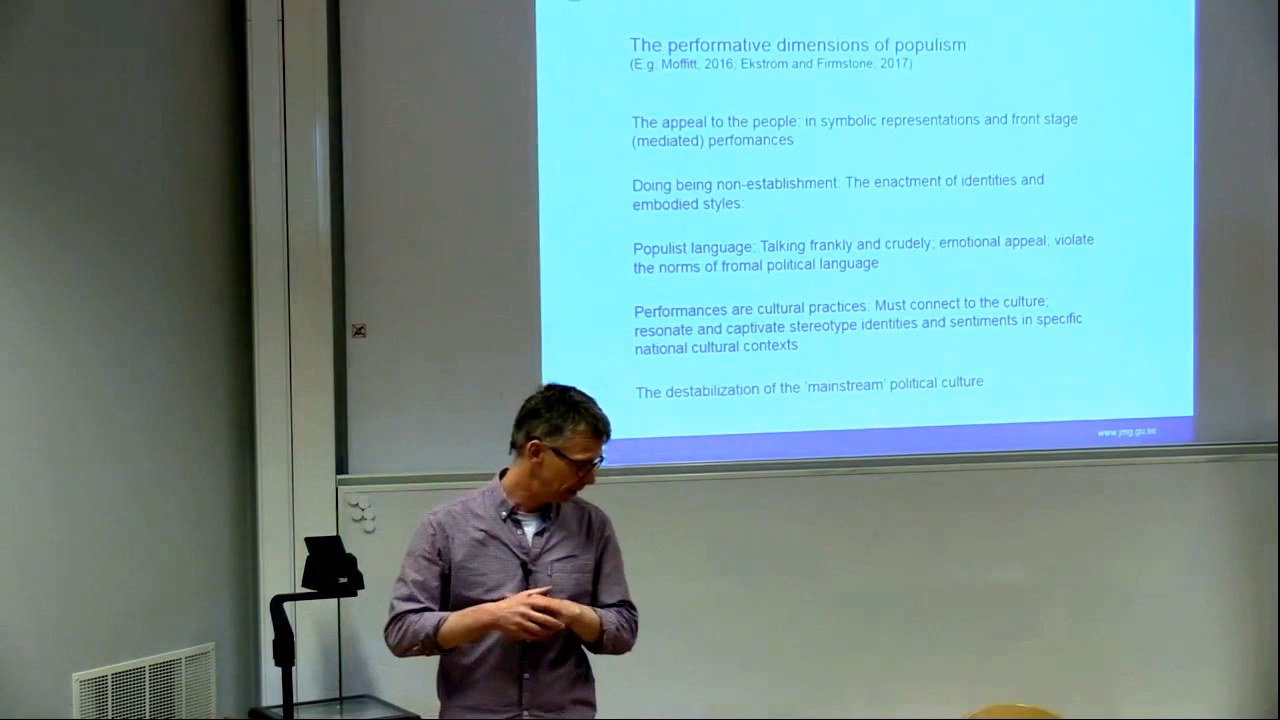 The performative dimensions of populism
(E.g. Moffitt, 2016; Ekström and Firmstone, 2017)
The appeal to the people: in symbolic representations and front stage
(mediated) perfomances
Doing being non-establishment: The enactment of identities and
embodied styles:
Populist language: Talking frankly and crudely; emotional appeal; violate
the norms of fromal political language
Performances are cultural practices: Must connect to the culture;
resonate and captivate stereotype identities and sentiments in specific
national cultural contexts
The destabilization of the 'mainstream' political culture
www.jmg.gu.se
3M